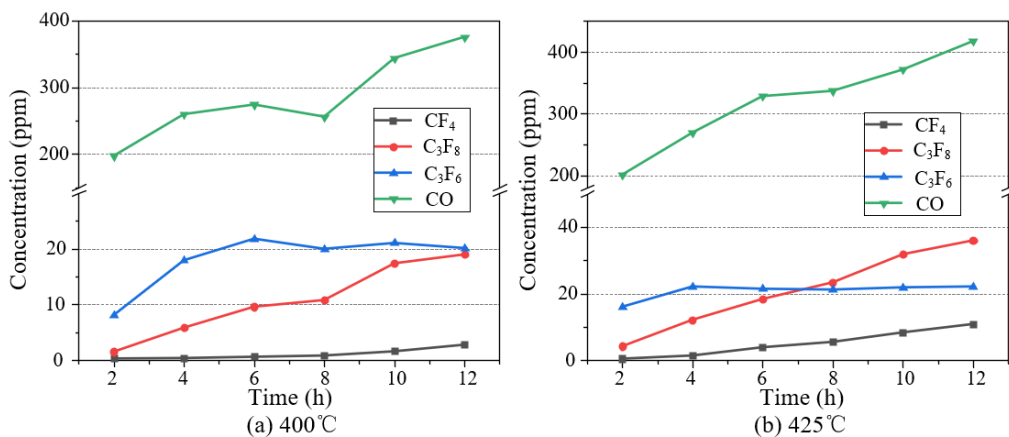 Concentration (ppm)
400
300
200
20
10
0
CF₄
C₃F₈
C₃F₆
CO
2 4 6 8 10 12
Time (h)
(a) 400℃
Concentration (ppm)
400
300
200
40
20
0
CF₄
C₃F₈
C₃F₆
CO
2 4 6 8 10 12
Time (h)
(b) 425℃